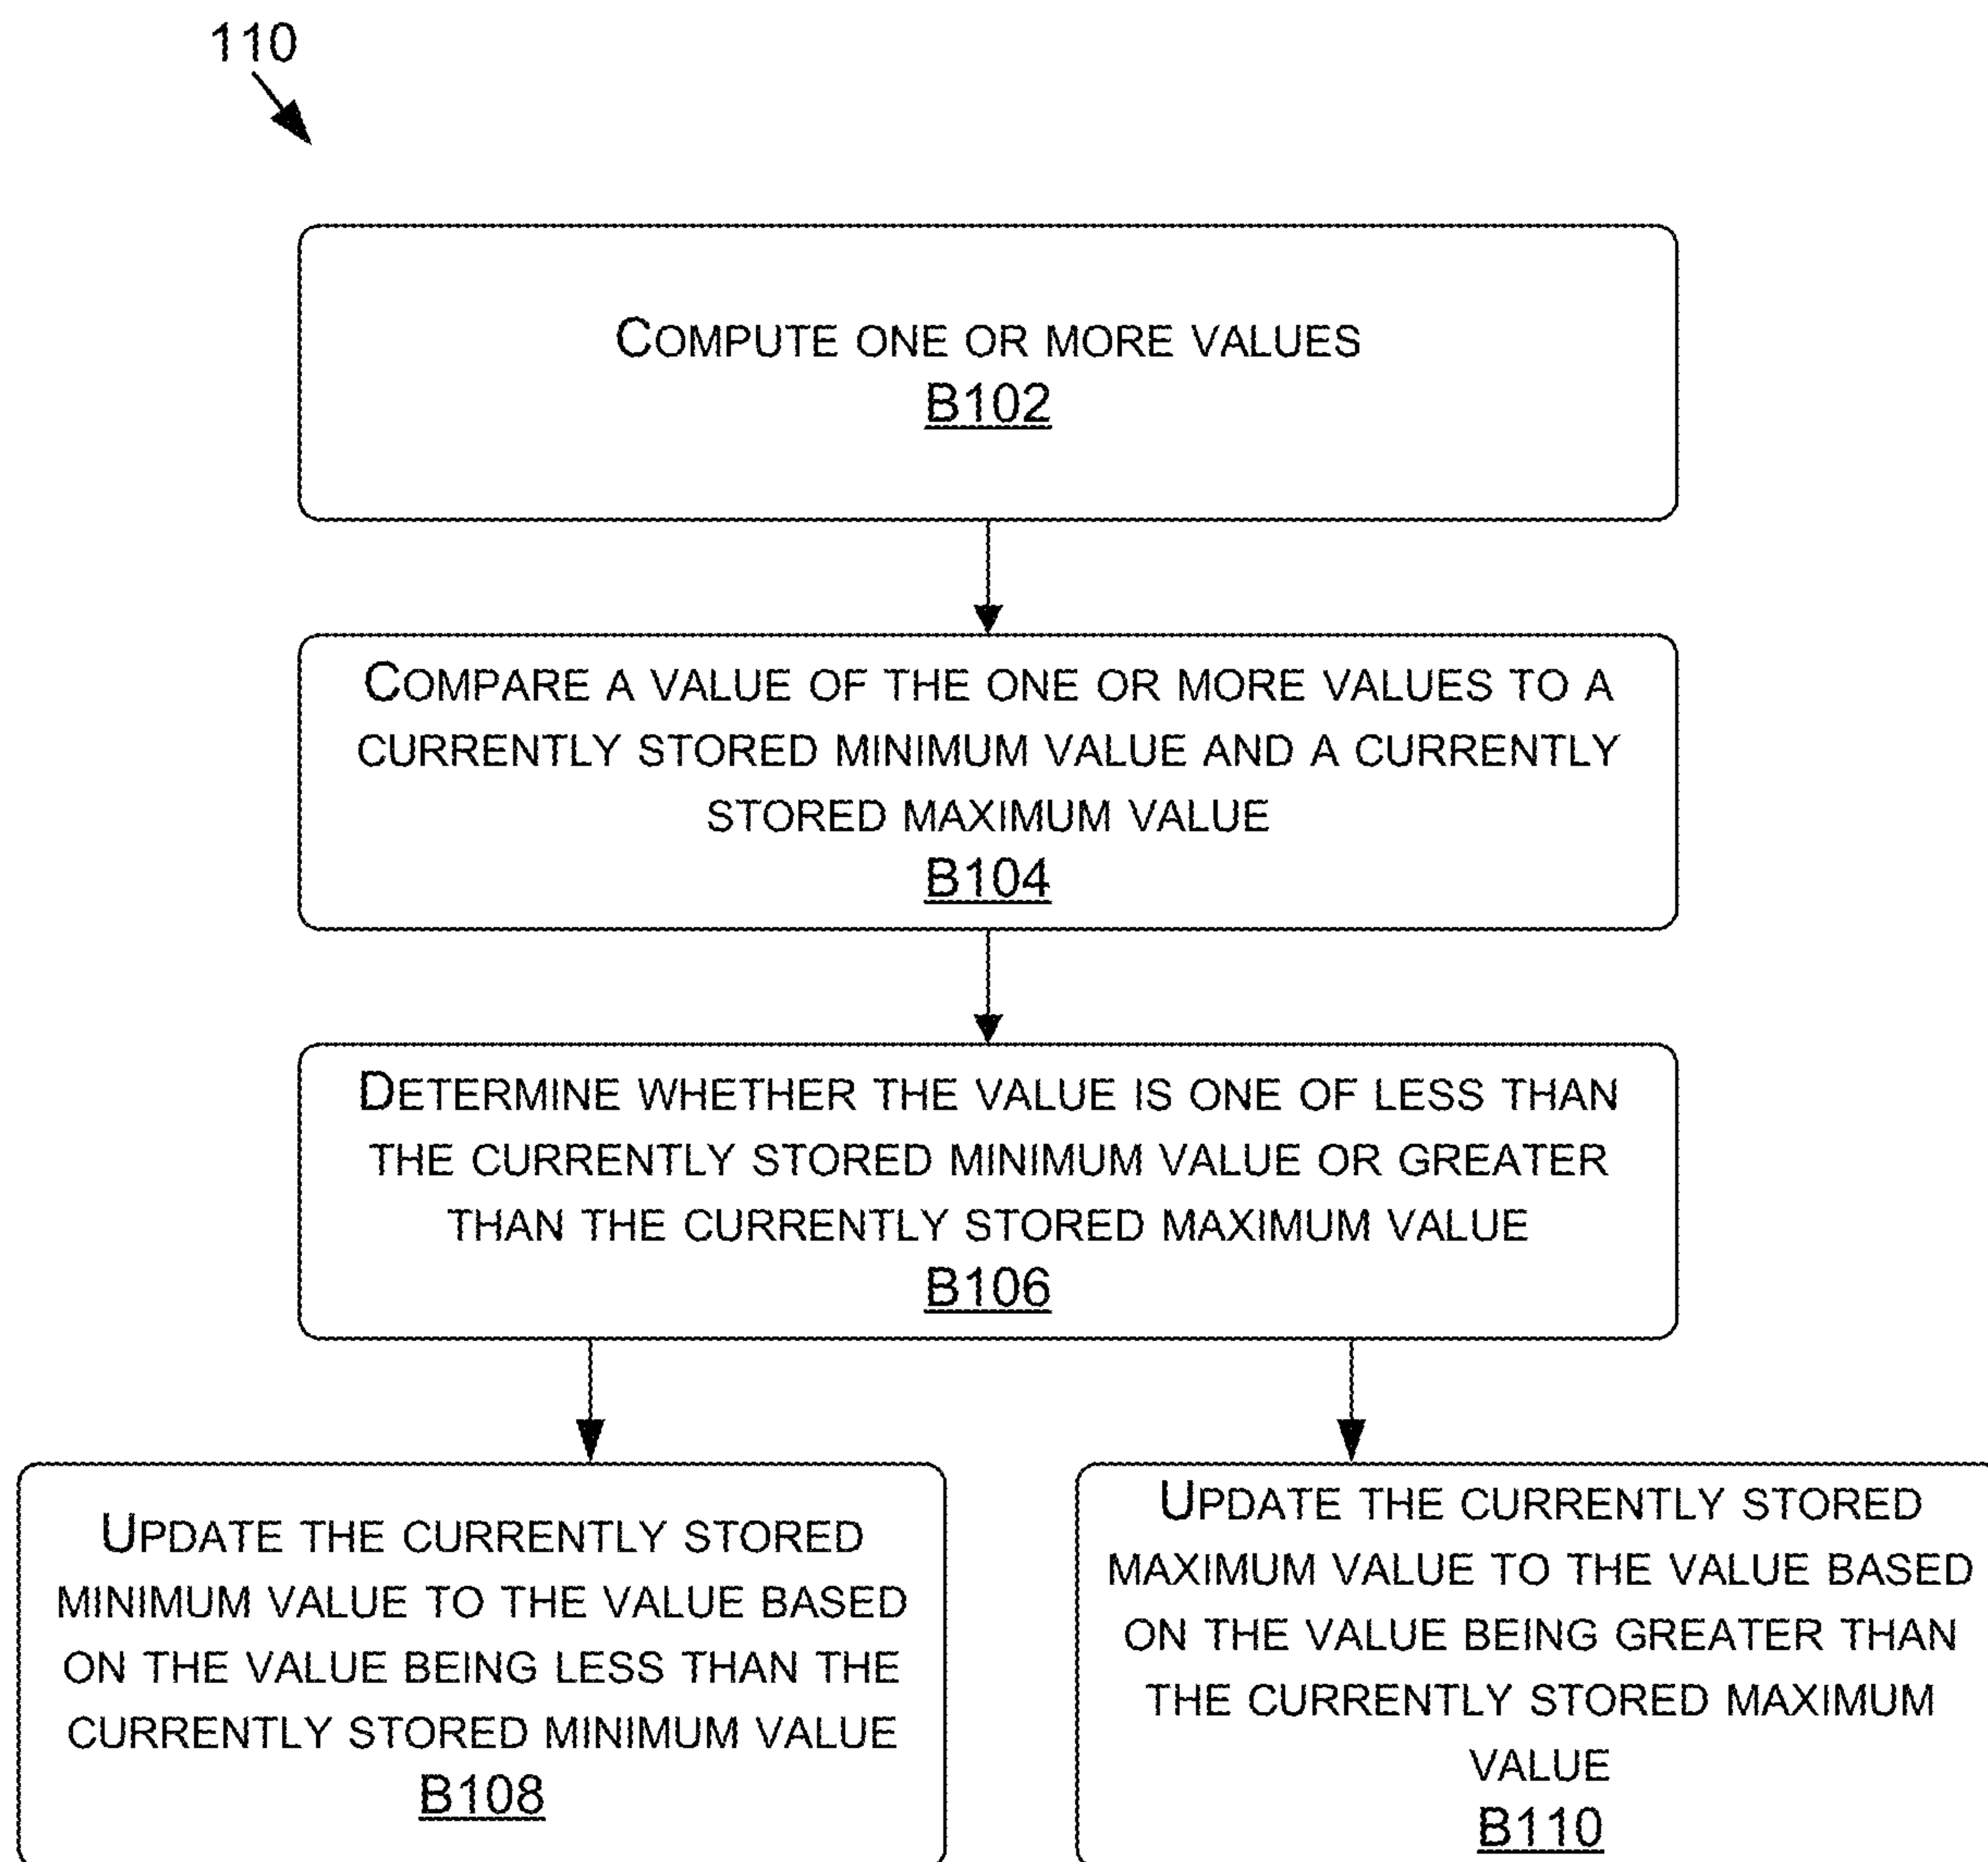 110
COMPUTE ONE OR MORE VALUES
B102
COMPARE A VALUE OF THE ONE OR MORE VALUES TO A
CURRENTLY STORED MINIMUM VALUE AND A CURRENTLY
STORED MAXIMUM VALUE
B104
DETERMINE WHETHER THE VALUE IS ONE OF LESS THAN
THE CURRENTLY STORED MINIMUM VALUE OR GREATER
THAN THE CURRENTLY STORED MAXIMUM VALUE
B106
UPDATE THE CURRENTLY STORED
MINIMUM VALUE TO THE VALUE BASED
ON THE VALUE BEING LESS THAN THE
CURRENTLY STORED MINIMUM VALUE
B108
UPDATE THE CURRENTLY STORED
MAXIMUM VALUE TO THE VALUE BASED
ON THE VALUE BEING GREATER THAN
THE CURRENTLY STORED MAXIMUM
VALUE
B110